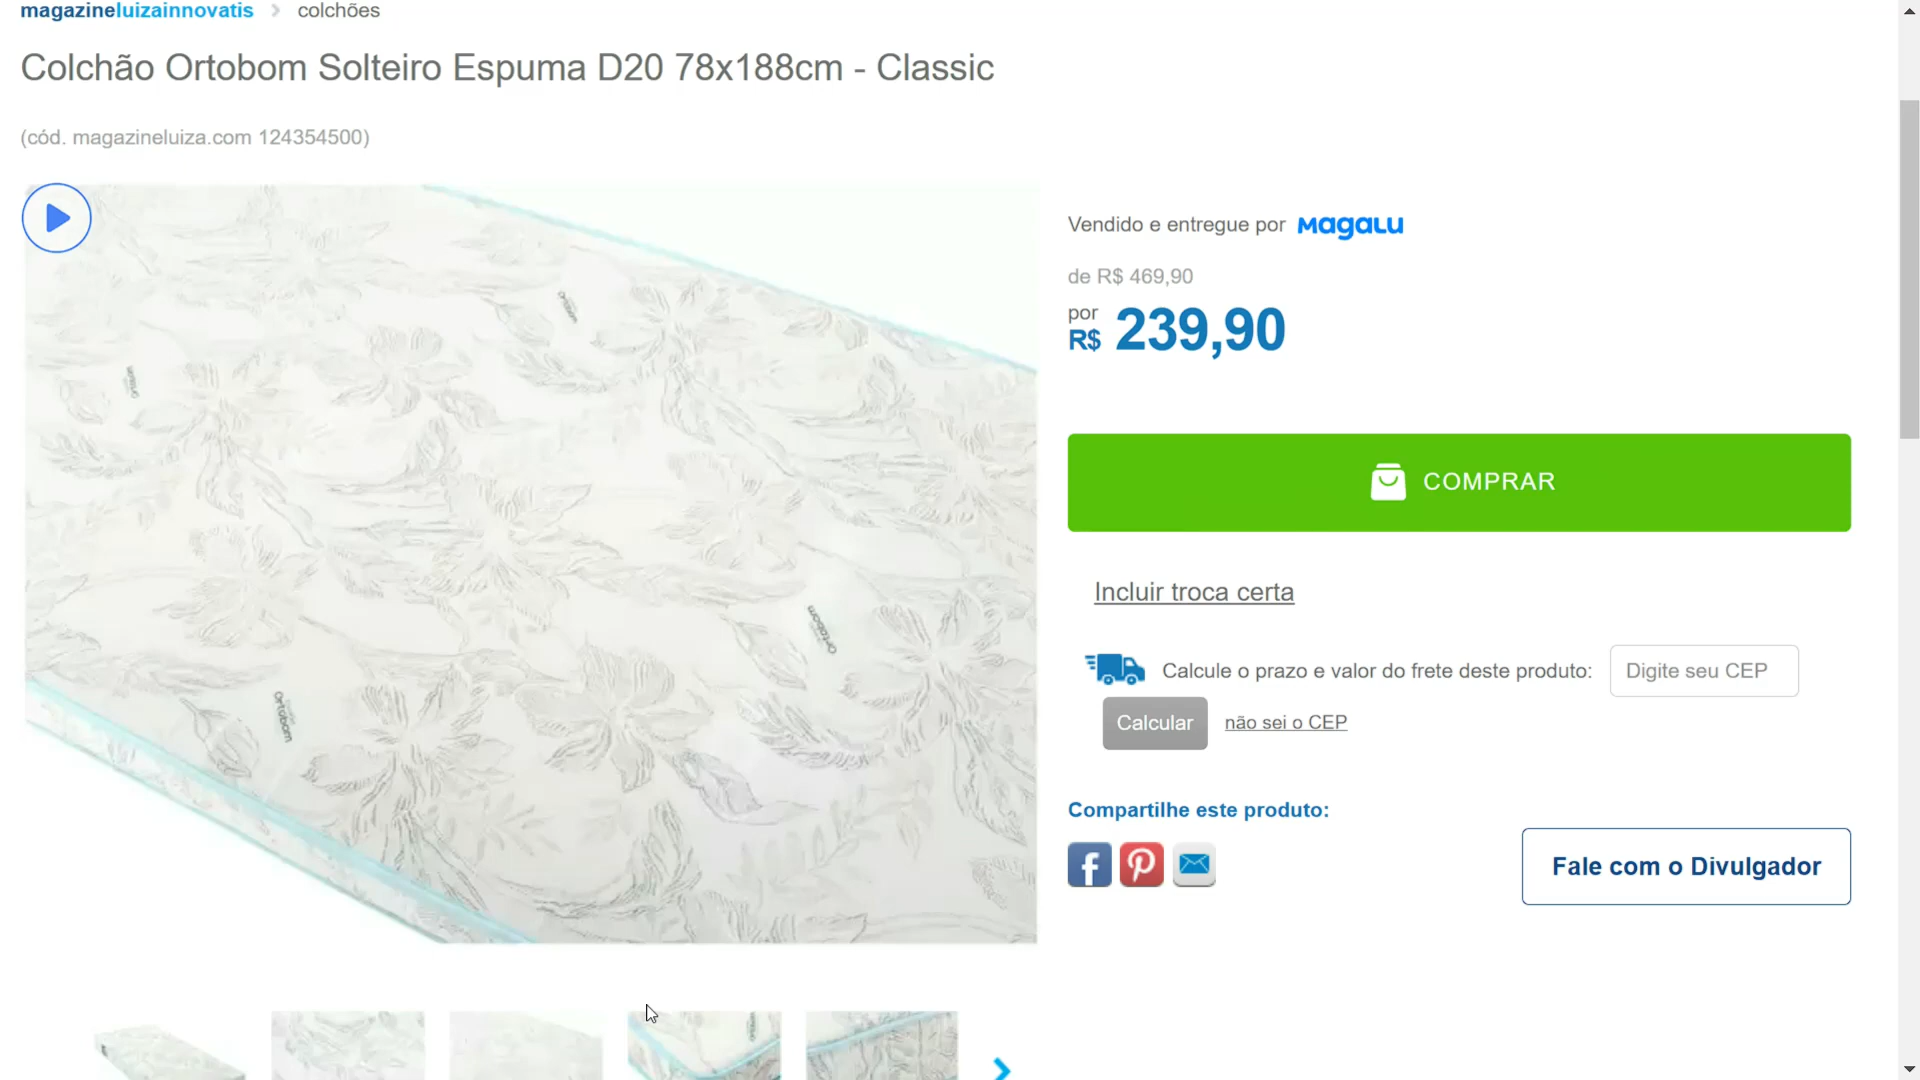 magazineluizainnovatis > colchões
Colchão Ortobom Solteiro Espuma D20 78x188cm - Classic
(cód. magazineluiza.com 124354500)
Vendido e entregue por magalu
de R$ 469,90
por
R$ 239,90
COMPRAR
Incluir troca certa
Calcule o prazo e valor do frete deste produto: Digite seu CEP
Calcular não sei o CEP
Compartilhe este produto:
Fale com o Divulgador
Ortobom
Ortobom